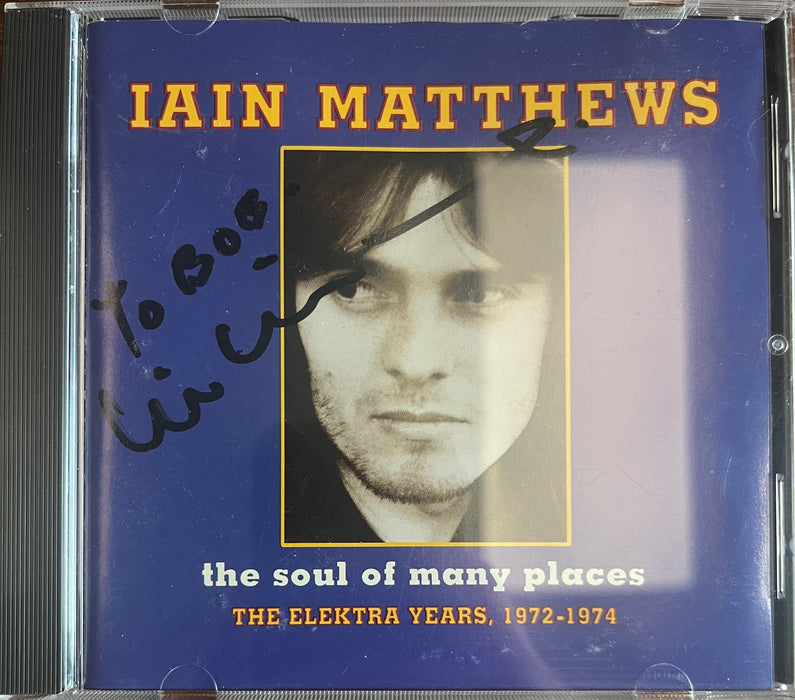 IAIN MATTHEWS
TO BOB.
the soul of many places
THE ELEKTRA YEARS, 1972-1974